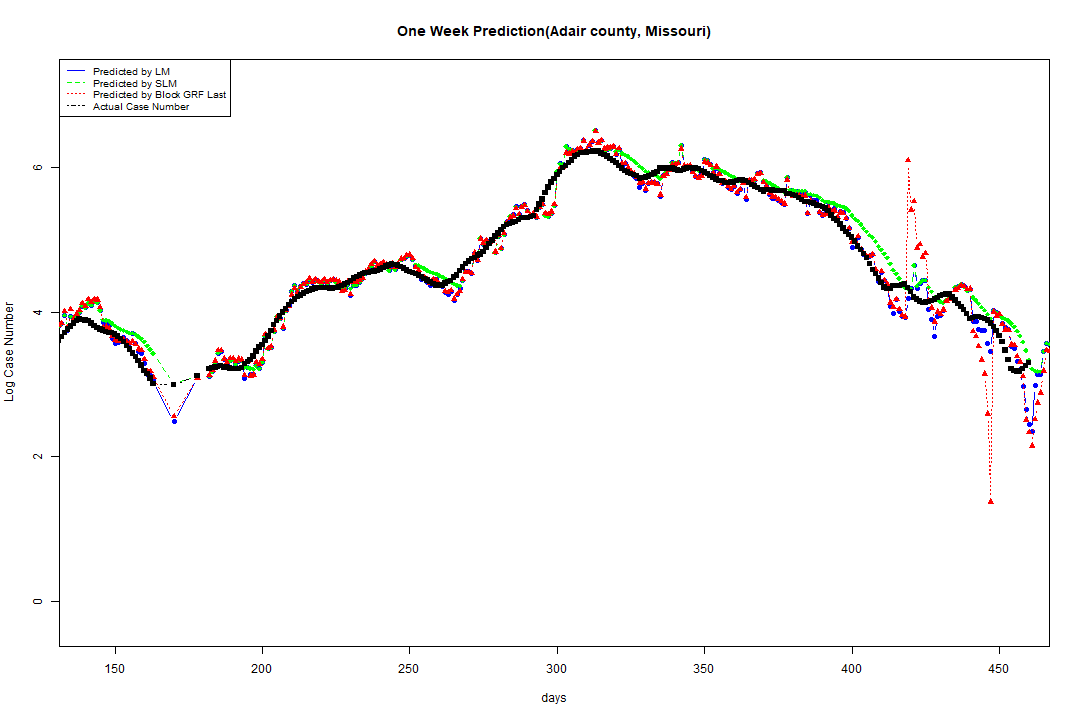 One Week Prediction(Adair county, Missouri)
Predicted by LM
Predicted by SLM
Predicted by Block GRF Last
Actual Case Number
Log Case Number
6
4
2
0
150 200 250 300 350 400 450
days